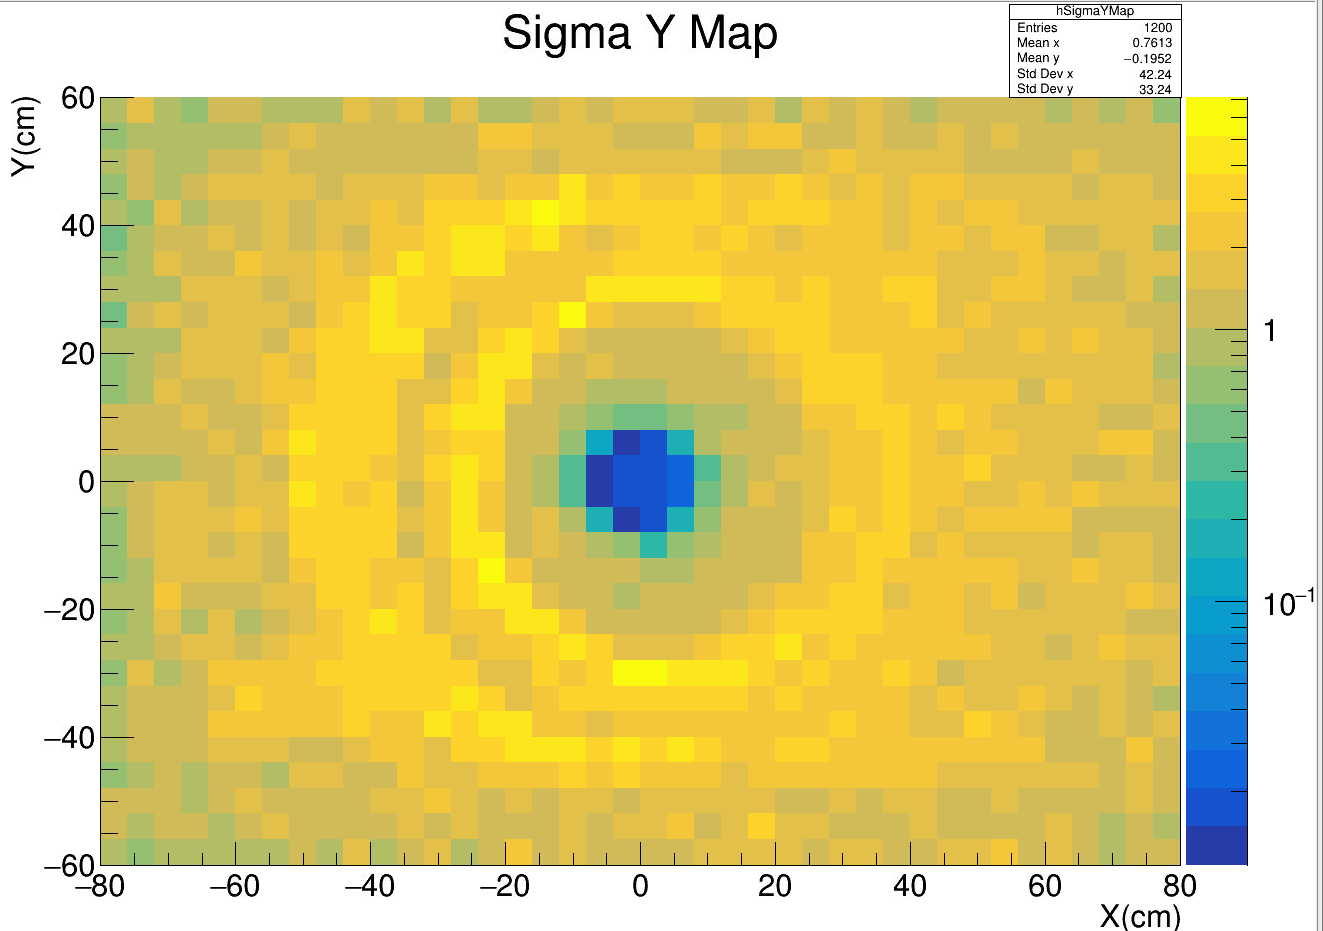 Sigma Y Map
hSigmaYMap
Entries 1200
Mean x 0.7613
Mean y −0.1952
Std Dev x 42.24
Std Dev y 33.24
Y(cm)
60
40
20
0
−20
−40
−60
−80 −60 −40 −20 0 20 40 60 80
X(cm)
1
10−1